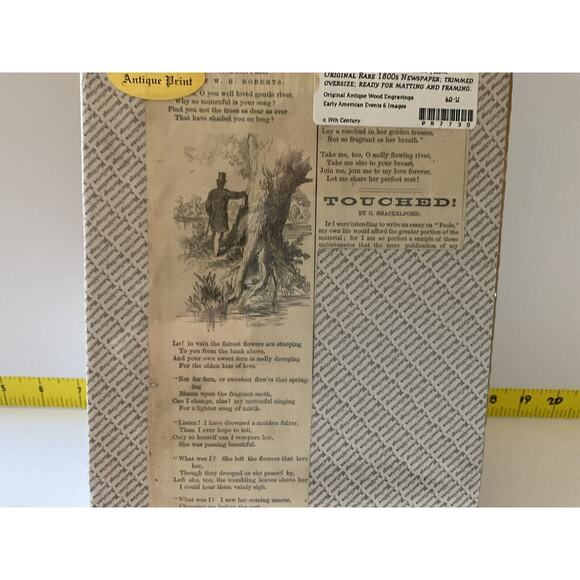 Antique Print
Original Rare 1800s Newspaper; trimmed
oversize; ready for matting and framing.
Original Antique Wood Engravings
Early American Events & Images
60-U
c 19th Century
PN7730
BY W. H. ROBERTS.
O you well loved gentle river,
Why so mournful is your song?
Find you not the trees as dear as ever
That have shaded you so long?
Lo! in vain the fairest flowers are stooping
To you from the bank above,
And your own sweet fern is sadly drooping
For the olden kiss of love.
"Not for fern, or sweetest flow'rs that spring-
ing
Bloom upon the fragrant earth,
Can I change, alas! my mournful singing
For a lighter song of mirth.
"Listen! I have drowned a maiden fairer,
Than I ever hope to tell,
Only to herself can I compare her,
She was passing beautiful.
"What was I? She left the flowers that love
her,
Though they drooped as she passed by,
Left she, too, the trembling leaves above her
I could hear them vainly sigh.
"What was I? I saw her coming nearer,
Lay a rosebud in her golden tresses,
Not so fragrant as her breath."
Take me, too, O sadly flowing river,
Take me also to your breast,
Join me, join me to my love forever,
Let me share her perfect rest!
TOUCHED!
BY C. SHACKELFORD.
If I were intending to write an essay on "Fools,"
my own life would afford the greater portion of the
material; for I am so perfect a sample of these
unfortunates that the mere publication of my
5 6 7 18 19 20